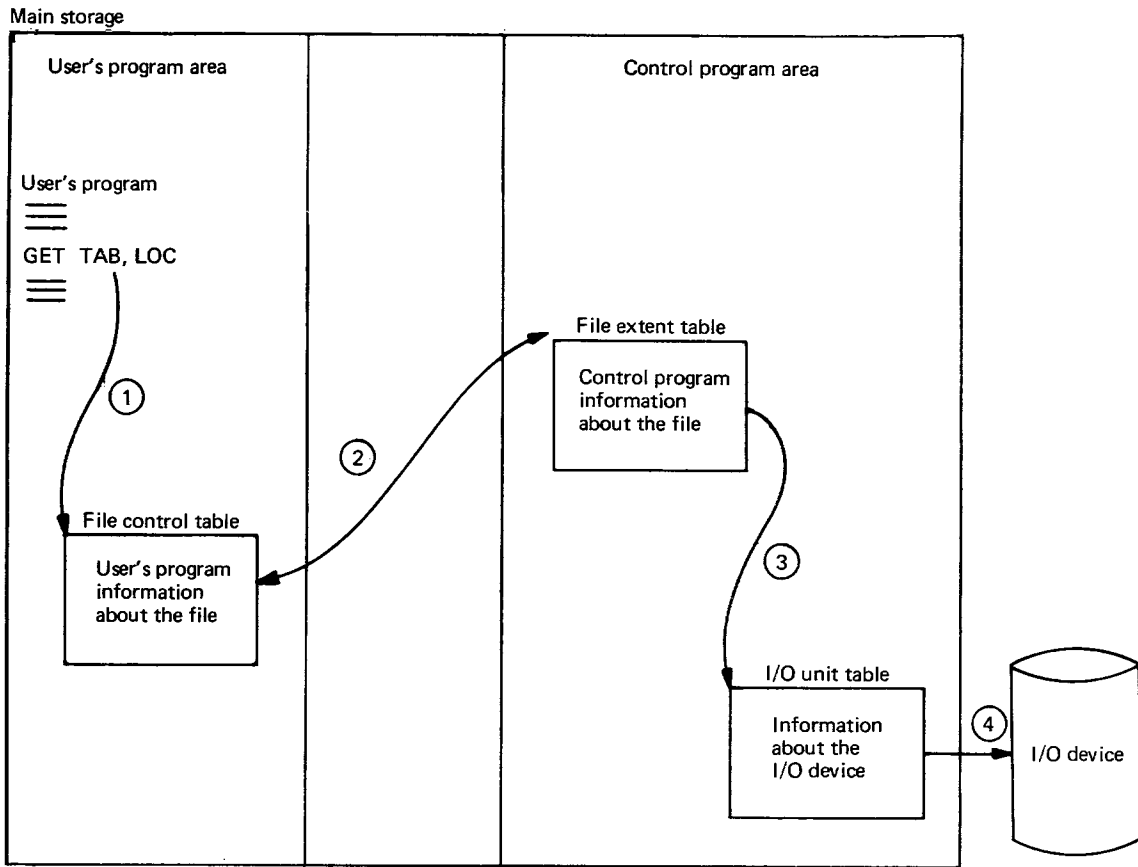 Main storage
User's program area
Control program area
User's program
GET TAB, LOC
File extent table
Control program
information
about the file
1
2
File control table
User's program
information
about the file
3
I/O unit table
Information
about the
I/O device
4
I/O device